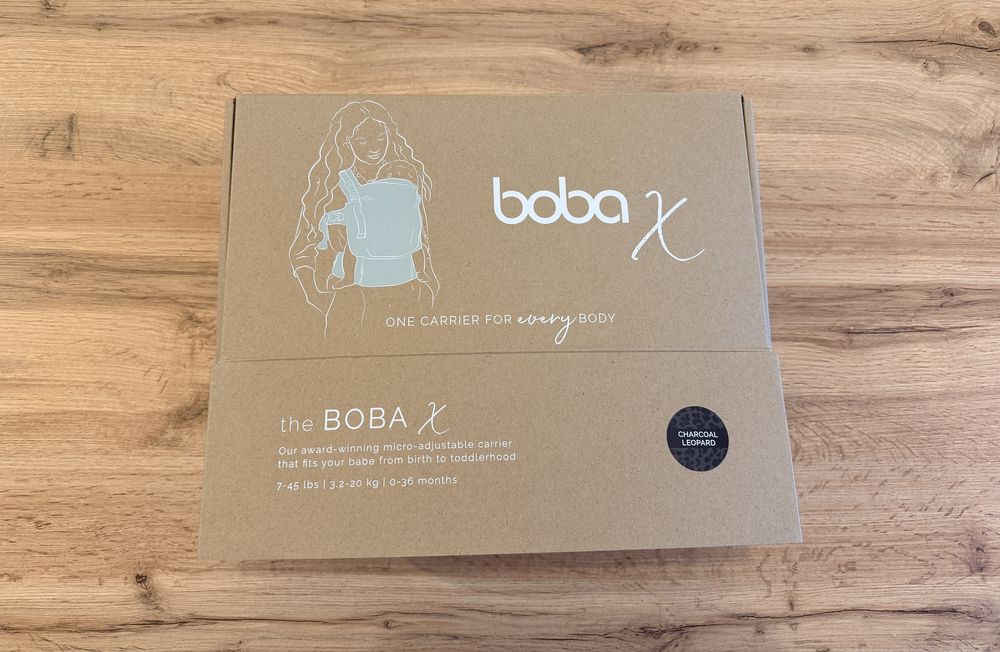 boba X
ONE CARRIER FOR every BODY
the BOBA X
Our award-winning micro-adjustable carrier
that fits your babe from birth to toddlerhood
7-45 lbs | 3.2-20 kg | 0-36 months
CHARCOAL
LEOPARD